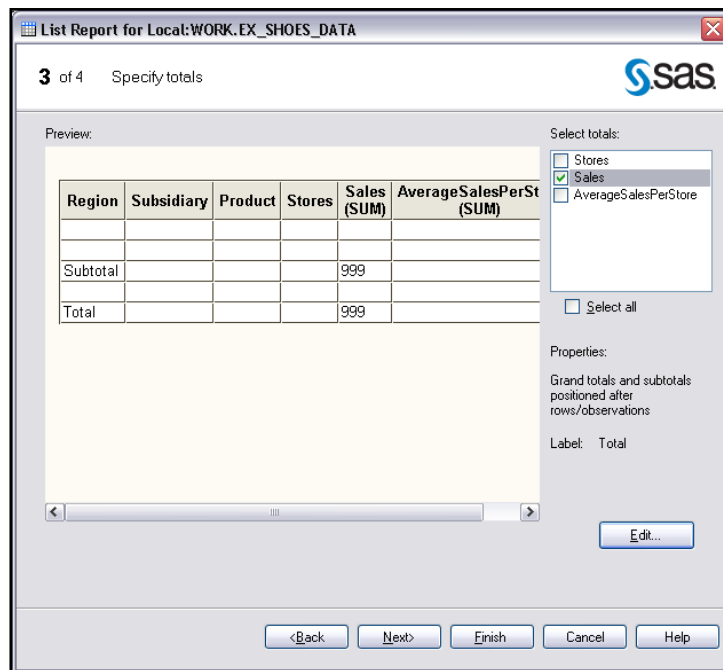 List Report for Local:WORK.EX_SHOES_DATA
3 of 4 Specify totals
sas
Preview:
Region Subsidiary Product Stores Sales (SUM) AverageSalesPerSt (SUM)
Subtotal 999
Total 999
Select totals:
Stores
Sales
AverageSalesPerStore
Select all
Properties:
Grand totals and subtotals
positioned after
rows/observations
Label: Total
Edit...
<Back Next> Finish Cancel Help